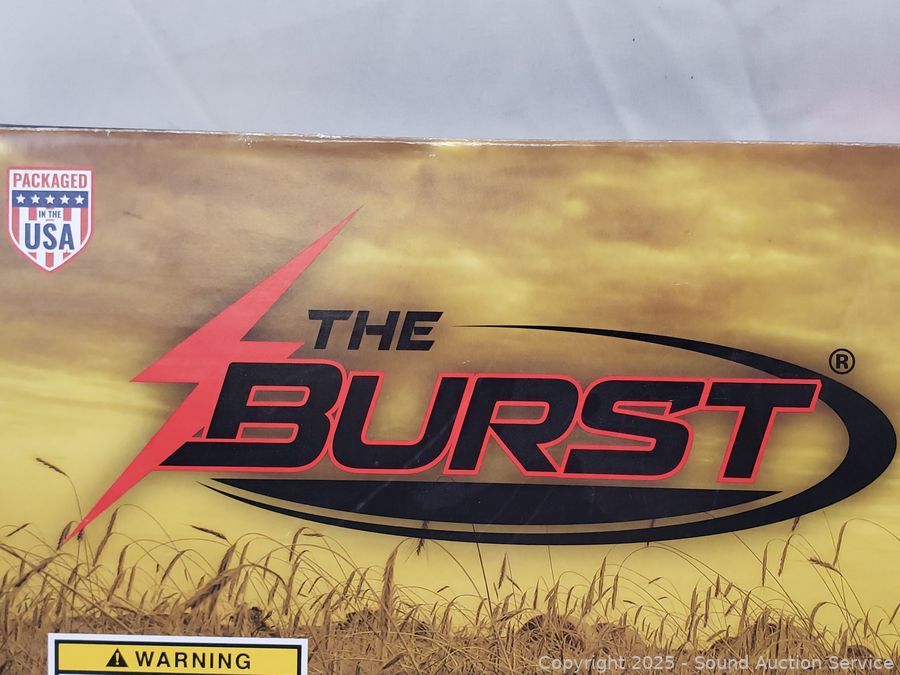 PACKAGED
IN THE
USA
THE
BURST®
⚠ WARNING
Copyright 2025 - Sound Auction Service